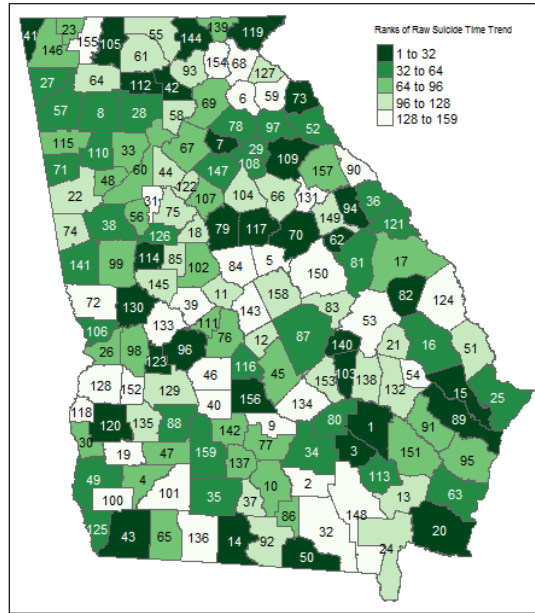 Ranks of Raw Suicide Time Trend
1 to 32
32 to 64
64 to 96
96 to 128
128 to 159
41 23 155 105 55 144 139 119
146 61 154 68
27 64 112 42 93 127
57 8 28 58 69 6 59 73
115 110 33 67 78 7 29 97 52
71 48 60 44 147 108 109 157 90
22 31 122 107 104 66 131 94 36
74 38 56 75 18 79 117 70 149 121
126 62
141 99 114 85 102 84 5 150 81 17
145
72 130 39 11 143 158 83 82 124
106 133 111 76 53
26 98 123 96 12 87 140 21 16 51
128 152 129 46 116 45 153 103 138 54
118 40 156 134 132 15 25
120 135 88 9 80 1 89
30 142 77 91
19 47 159 34 3 151 95
49 4 137 10 113
100 101 35 37 2 13 63
125 43 65 136 14 92 86 32 148 20
50 24